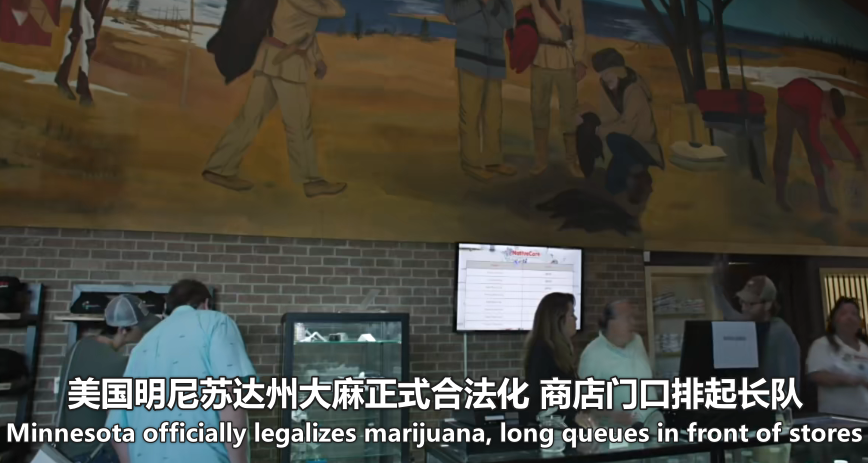 NativeCare
美国明尼苏达州大麻正式合法化 商店门口排起长队
Minnesota officially legalizes marijuana, long queues in front of stores